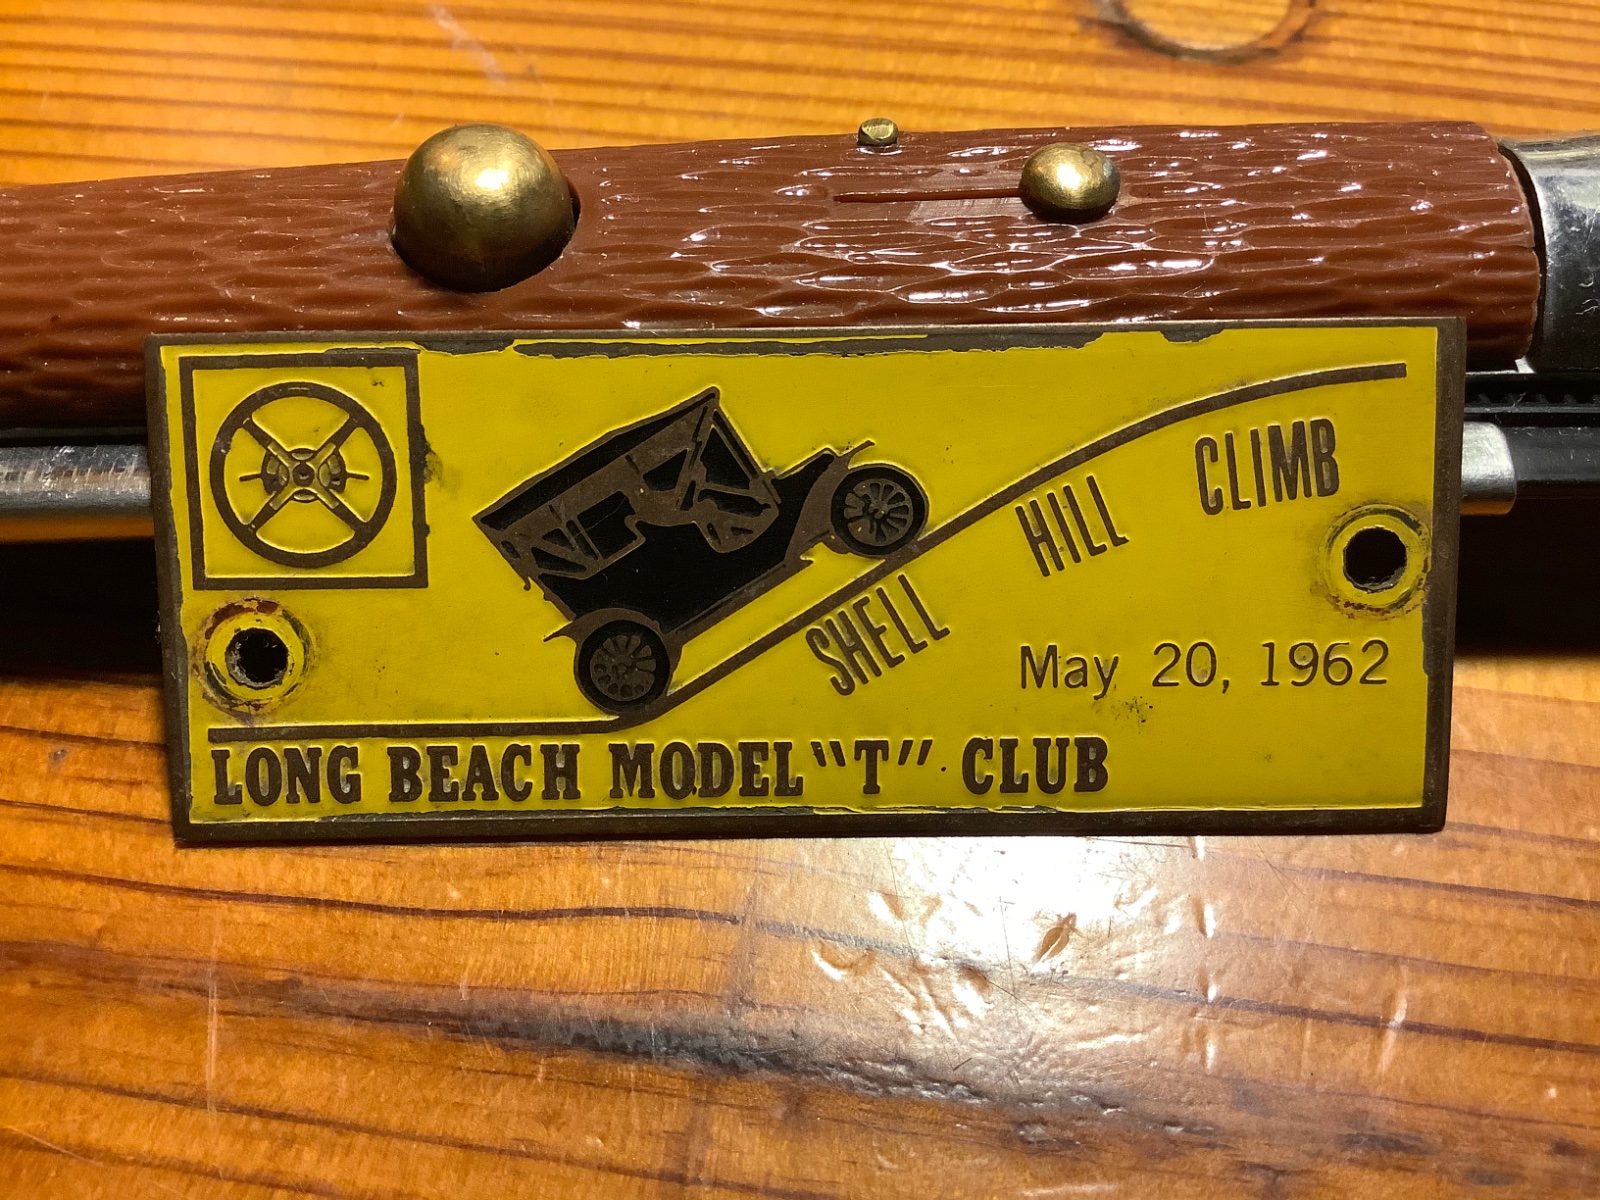 SHELL HILL CLIMB
May 20, 1962
LONG BEACH MODEL "T" CLUB